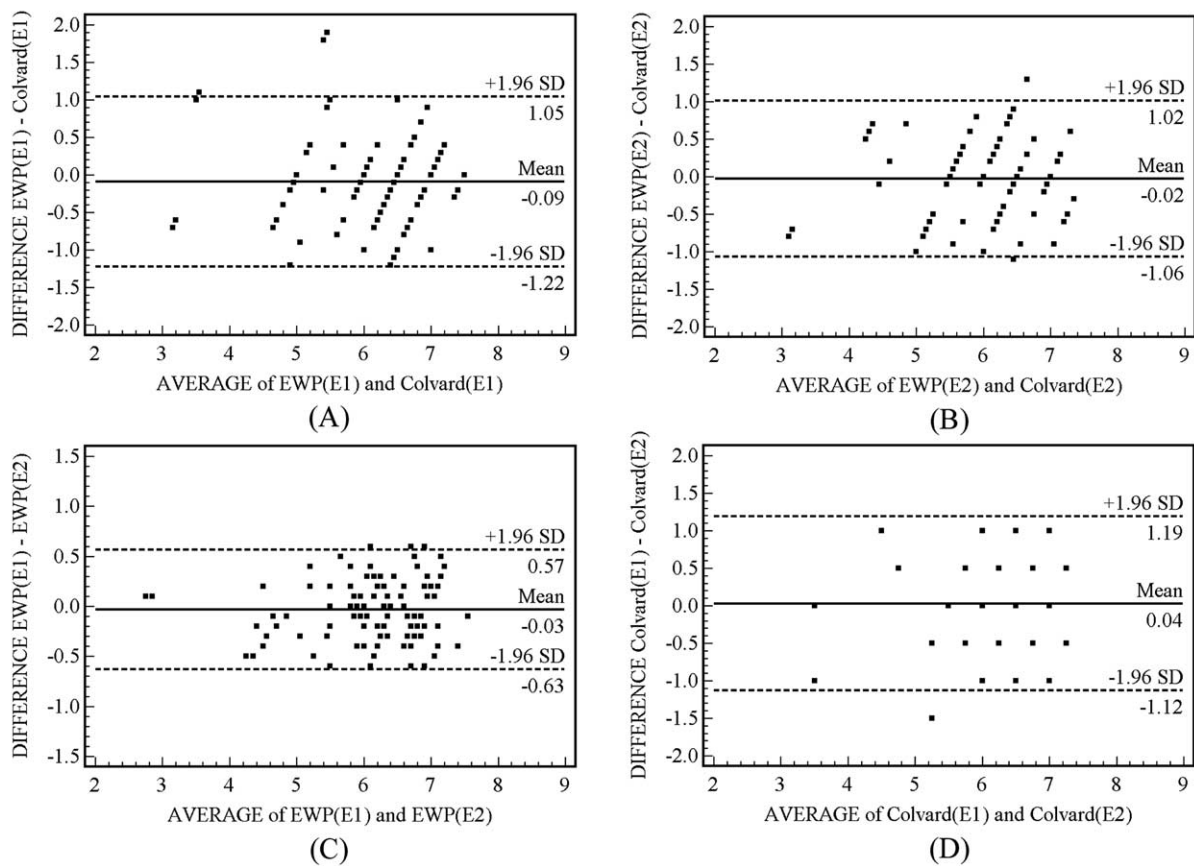 DIFFERENCE EWP(E1) - Colvard(E1)
2.0
1.5
1.0
0.5
0.0
-0.5
-1.0
-1.5
-2.0
+1.96 SD
1.05
Mean
-0.09
-1.96 SD
-1.22
2 3 4 5 6 7 8 9
AVERAGE of EWP(E1) and Colvard(E1)
(A)
DIFFERENCE EWP(E2) - Colvard(E2)
2.0
1.5
1.0
0.5
0.0
-0.5
-1.0
-1.5
-2.0
+1.96 SD
1.02
Mean
-0.02
-1.96 SD
-1.06
2 3 4 5 6 7 8 9
AVERAGE of EWP(E2) and Colvard(E2)
(B)
DIFFERENCE EWP(E1) - EWP(E2)
1.5
1.0
0.5
0.0
-0.5
-1.0
-1.5
+1.96 SD
0.57
Mean
-0.03
-1.96 SD
-0.63
2 3 4 5 6 7 8 9
AVERAGE of EWP(E1) and EWP(E2)
(C)
DIFFERENCE Colvard(E1) - Colvard(E2)
2.0
1.5
1.0
0.5
0.0
-0.5
-1.0
-1.5
-2.0
+1.96 SD
1.19
Mean
0.04
-1.96 SD
-1.12
2 3 4 5 6 7 8 9
AVERAGE of Colvard(E1) and Colvard(E2)
(D)